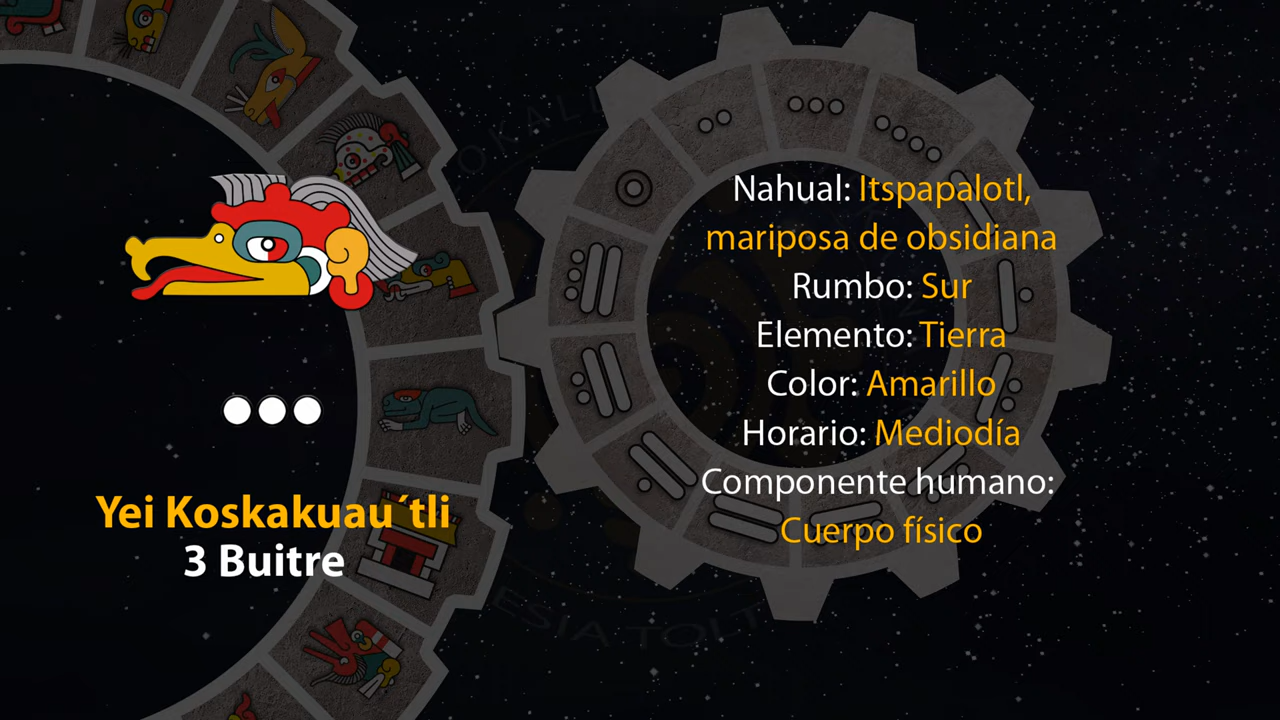 Yei Koskakuau´tli
3 Buitre
Nahual: Itspapalotl,
mariposa de obsidiana
Rumbo: Sur
Elemento: Tierra
Color: Amarillo
Horario: Mediodía
Componente humano:
Cuerpo físico